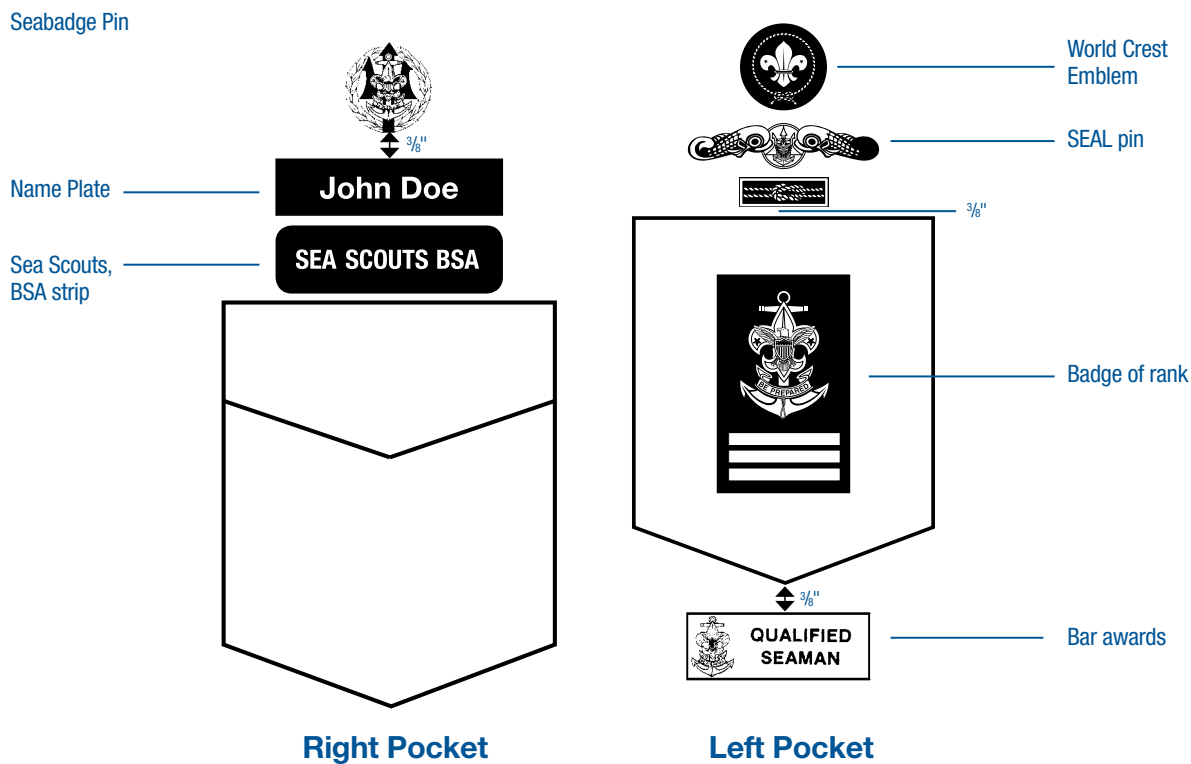 Seabadge Pin
3/8"
Name Plate
John Doe
Sea Scouts,
BSA strip
SEA SCOUTS BSA
Right Pocket
World Crest
Emblem
SEAL pin
3/8"
BE PREPARED
Badge of rank
3/8"
QUALIFIED
SEAMAN
Bar awards
Left Pocket